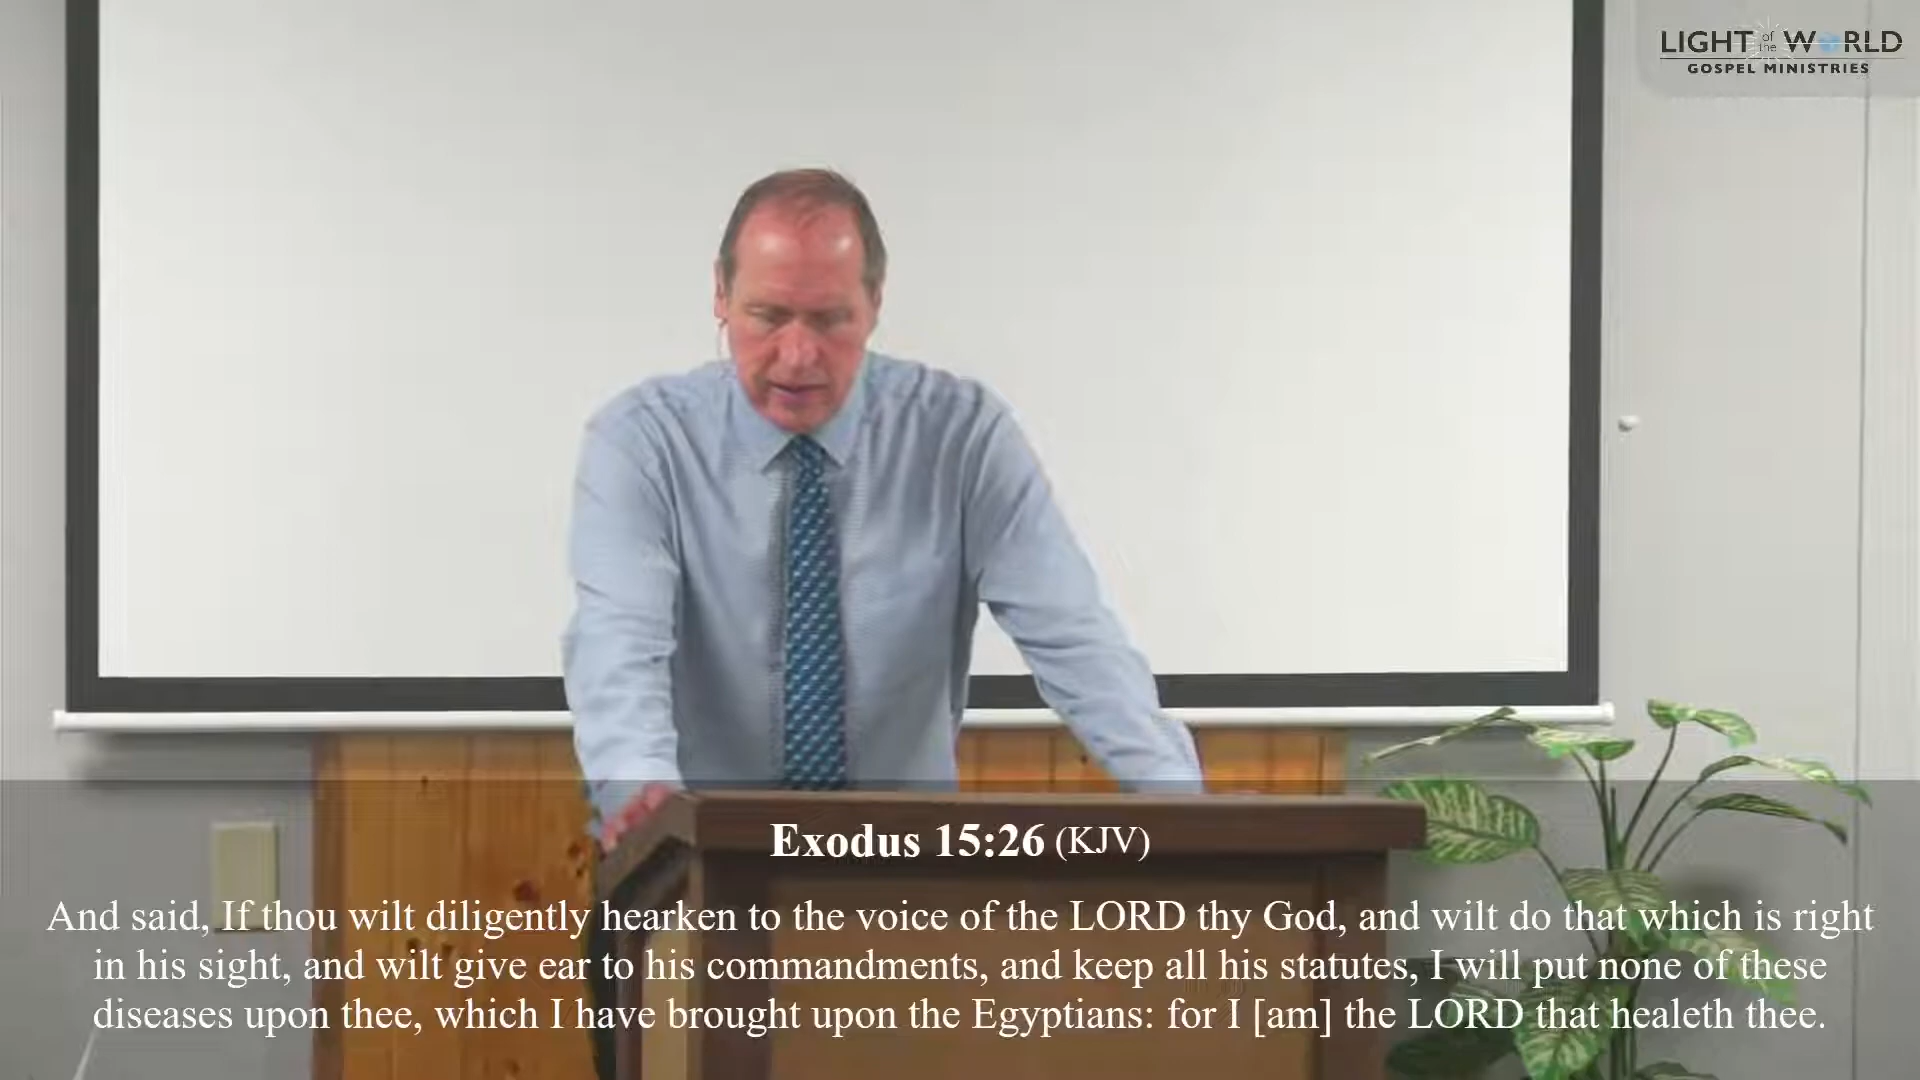 LIGHT of the WORLD
GOSPEL MINISTRIES
Exodus 15:26 (KJV)
And said, If thou wilt diligently hearken to the voice of the LORD thy God, and wilt do that which is right
in his sight, and wilt give ear to his commandments, and keep all his statutes, I will put none of these
diseases upon thee, which I have brought upon the Egyptians: for I [am] the LORD that healeth thee.